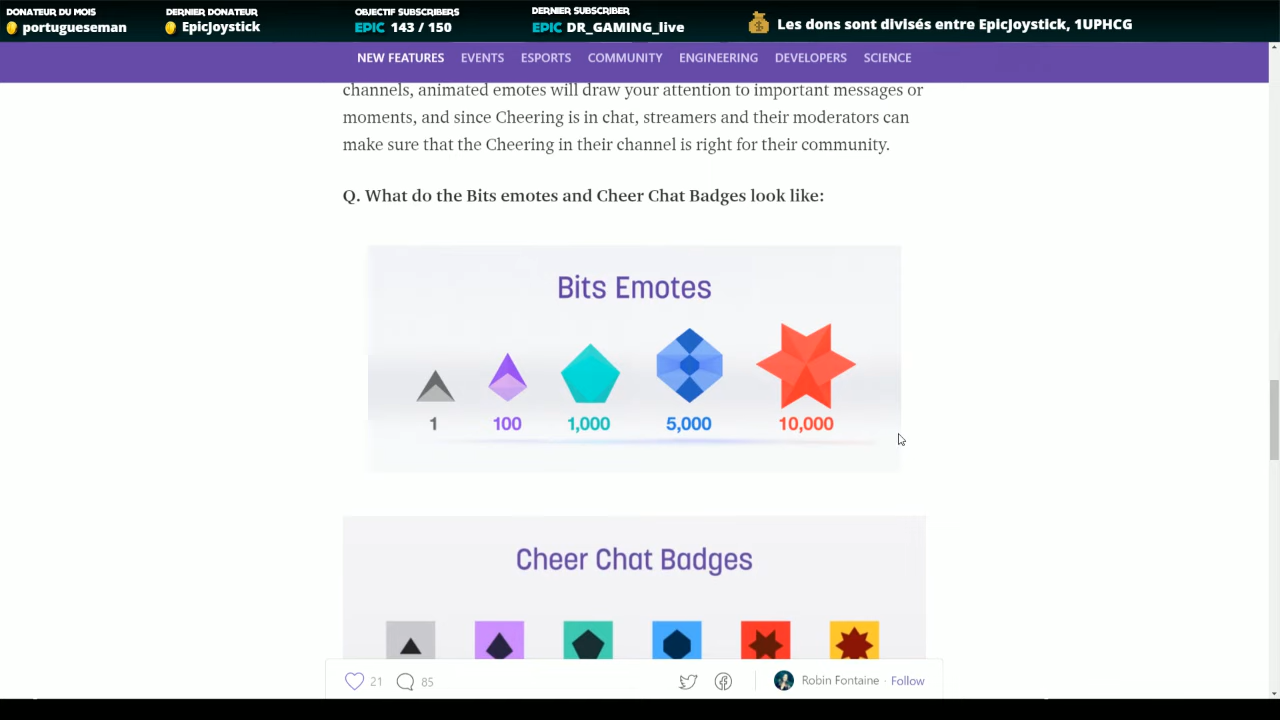 DONATEUR DU MOIS
portugueseman
DERNIER DONATEUR
EpicJoystick
OBJECTIF SUBSCRIBERS
EPIC 143 / 150
DERNIER SUBSCRIBER
EPIC DR_GAMING_live
Les dons sont divisés entre EpicJoystick, 1UPHCG
NEW FEATURES EVENTS ESPORTS COMMUNITY ENGINEERING DEVELOPERS SCIENCE
channels, animated emotes will draw your attention to important messages or
moments, and since Cheering is in chat, streamers and their moderators can
make sure that the Cheering in their channel is right for their community.
Q. What do the Bits emotes and Cheer Chat Badges look like:
Bits Emotes
1 100 1,000 5,000 10,000
Cheer Chat Badges
21 85 Robin Fontaine · Follow